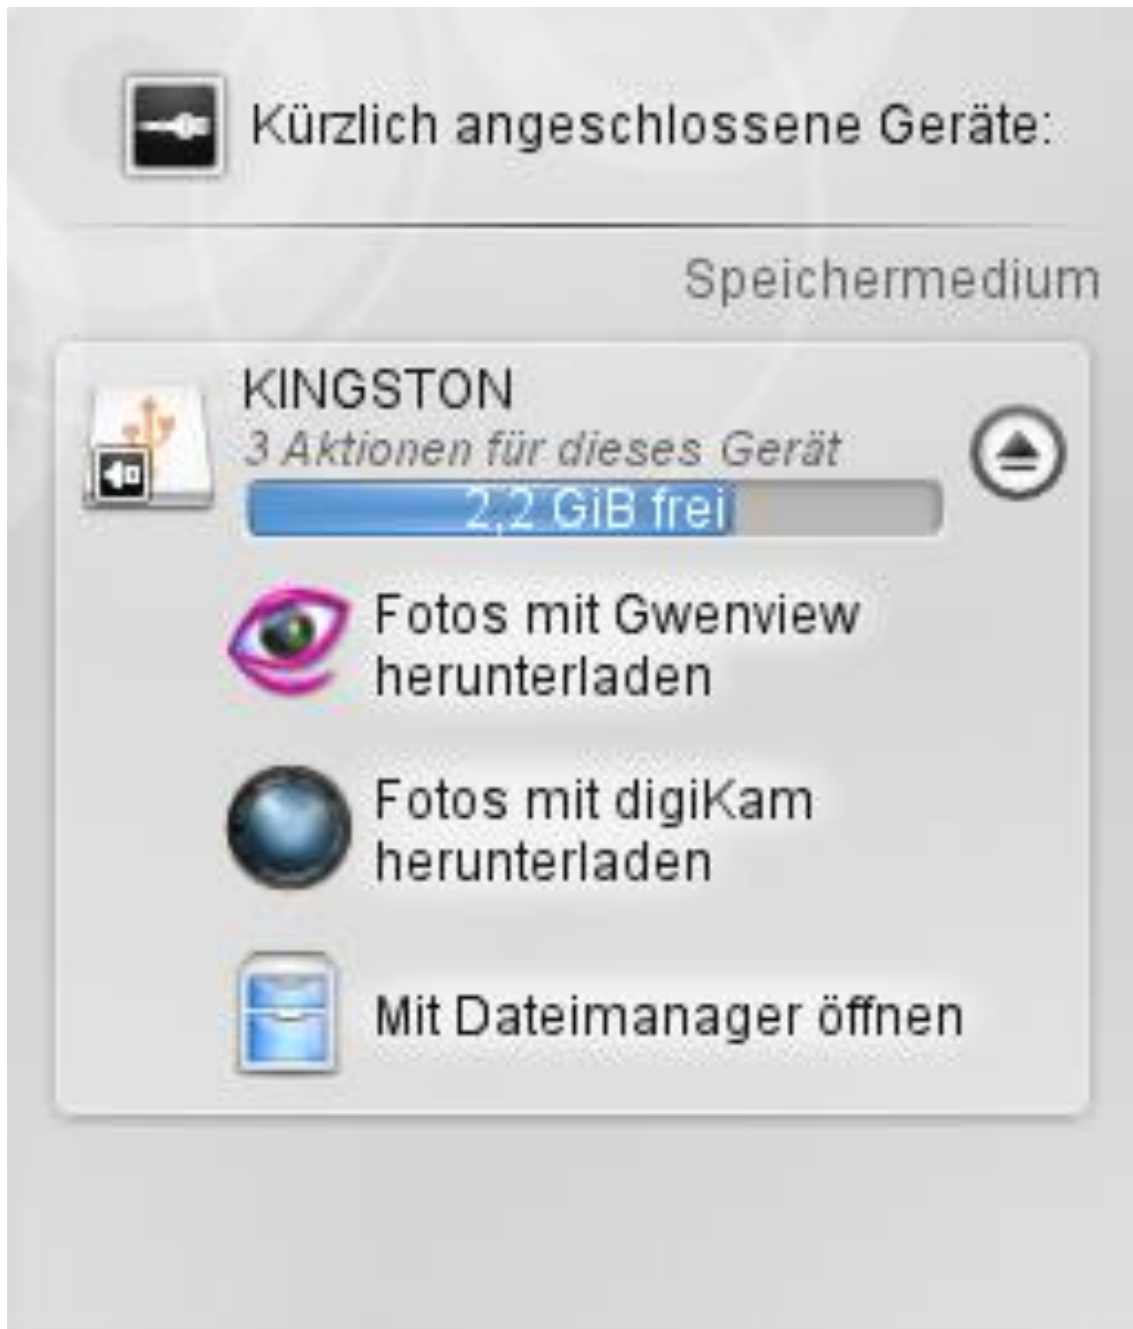 Kürzlich angeschlossene Geräte:
Speichermedium
KINGSTON
3 Aktionen für dieses Gerät
2,2 GiB frei
Fotos mit Gwenview
herunterladen
Fotos mit digiKam
herunterladen
Mit Dateimanager öffnen